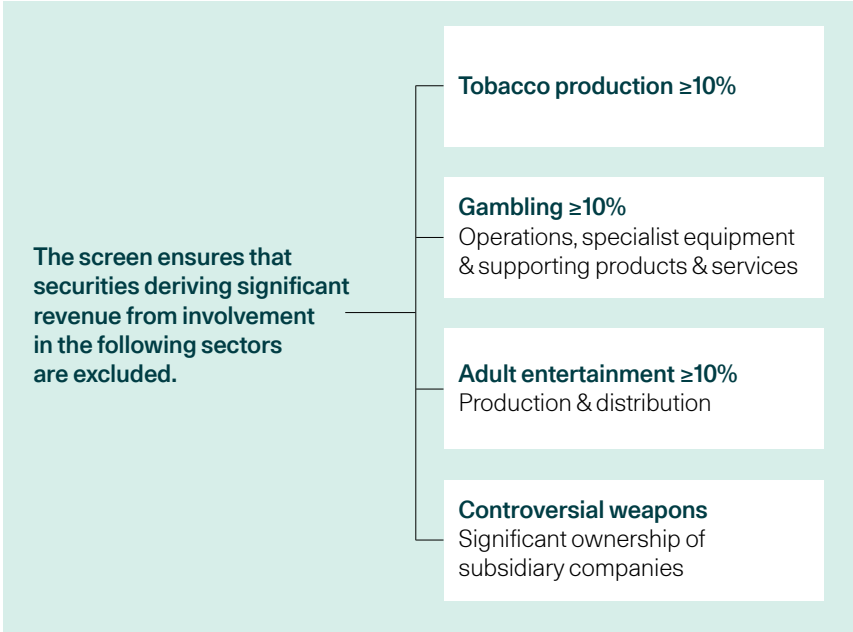 The screen ensures that
securities deriving significant
revenue from involvement
in the following sectors
are excluded.
Tobacco production ≥10%
Gambling ≥10%
Operations, specialist equipment
& supporting products & services
Adult entertainment ≥10%
Production & distribution
Controversial weapons
Significant ownership of
subsidiary companies